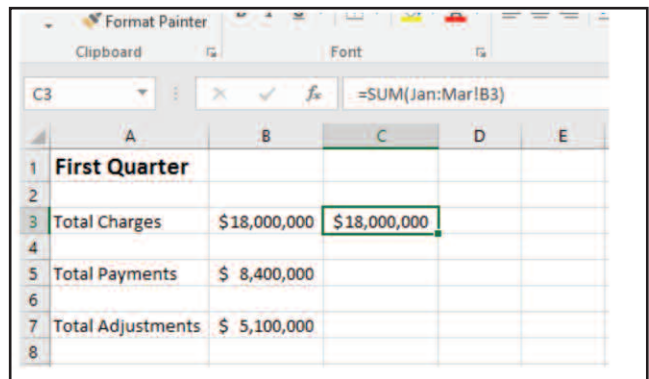 Format Painter
Clipboard Font
C3 fx =SUM(Jan:Mar!B3)
A B C D E
1 First Quarter
2
3 Total Charges $18,000,000 $18,000,000
4
5 Total Payments $ 8,400,000
6
7 Total Adjustments $ 5,100,000
8